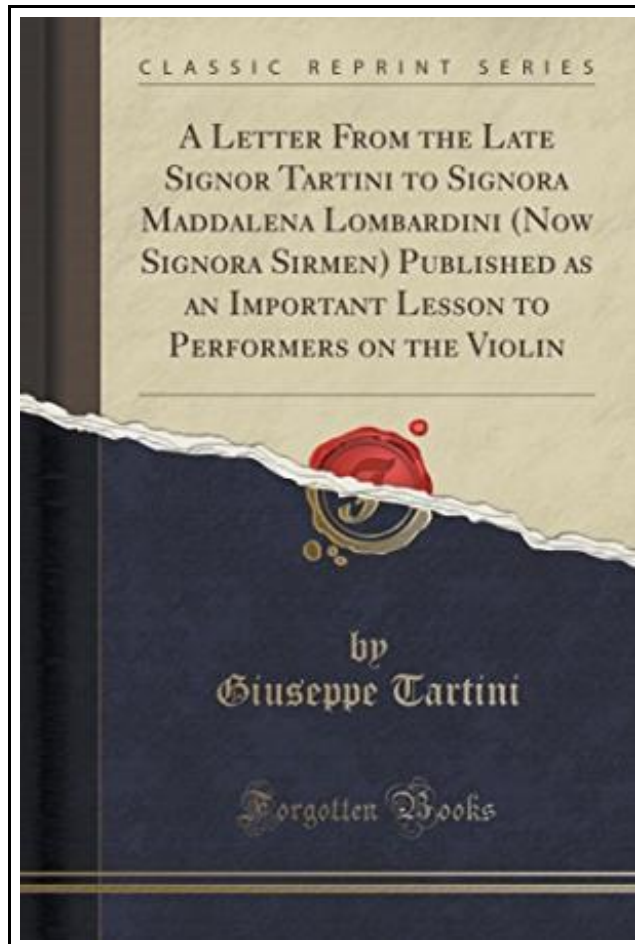 CLASSIC REPRINT SERIES
A LETTER FROM THE LATE
SIGNOR TARTINI TO SIGNORA
MADDALENA LOMBARDINI (NOW
SIGNORA SIRMEN) PUBLISHED AS
AN IMPORTANT LESSON TO
PERFORMERS ON THE VIOLIN
by
Giuseppe Tartini
Forgotten Books